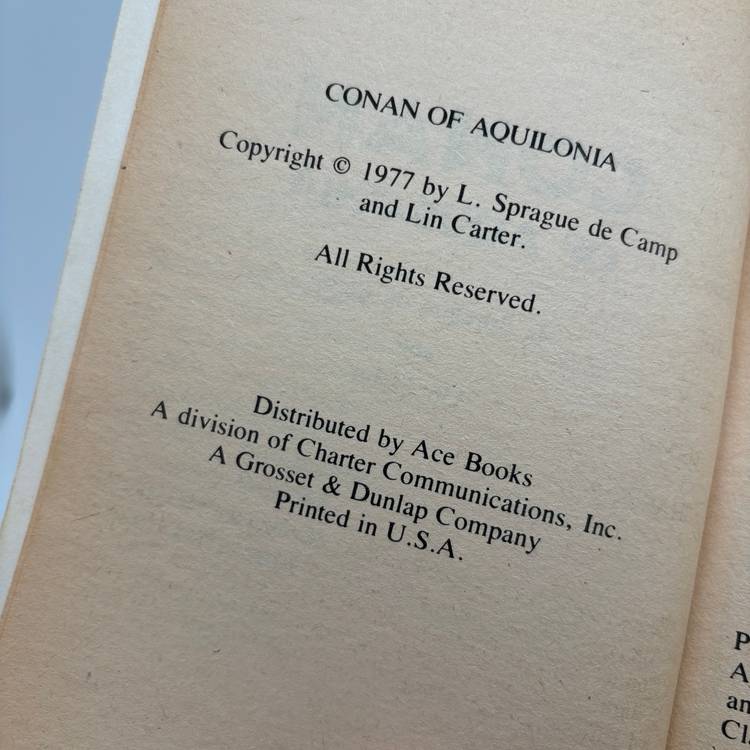 CONAN OF AQUILONIA
Copyright © 1977 by L. Sprague de Camp
and Lin Carter.
All Rights Reserved.
Distributed by Ace Books
A division of Charter Communications, Inc.
A Grosset & Dunlap Company
Printed in U.S.A.